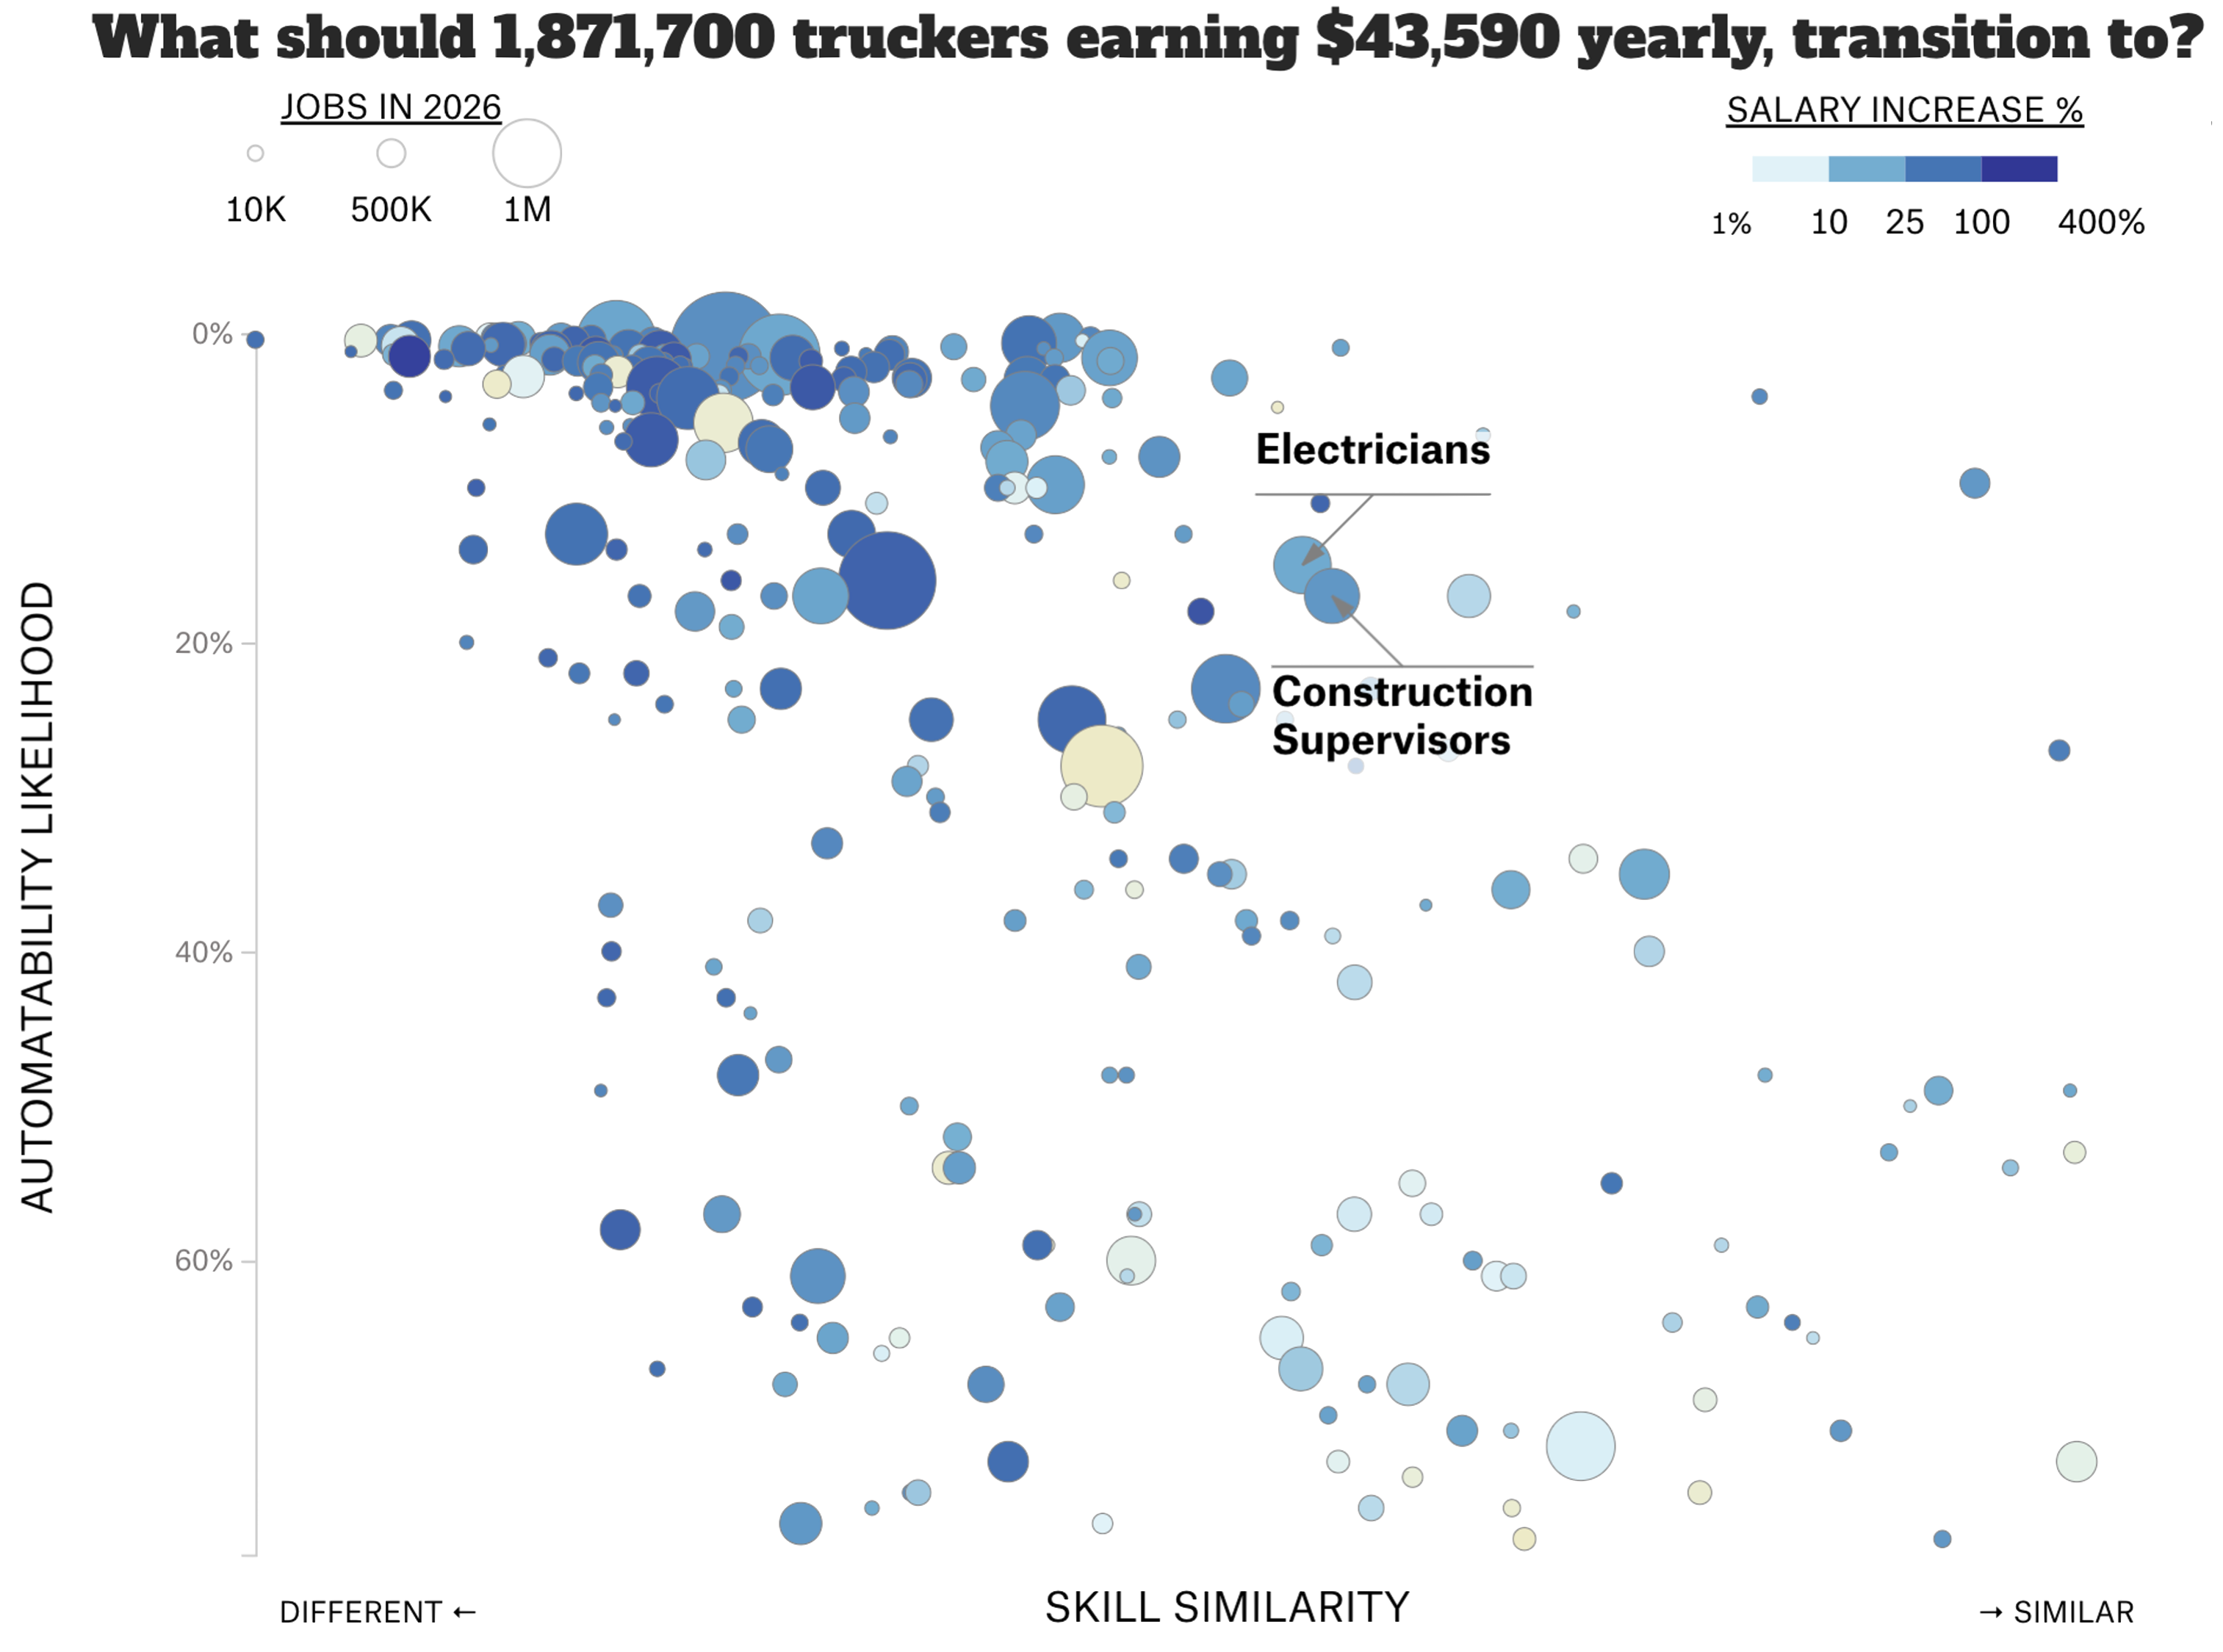 What should 1,871,700 truckers earning $43,590 yearly, transition to?
JOBS IN 2026
10K 500K 1M
SALARY INCREASE %
1% 10 25 100 400%
0%
20%
40%
60%
AUTOMATABILITY LIKELIHOOD
Electricians
Construction
Supervisors
DIFFERENT ←
SKILL SIMILARITY
→ SIMILAR